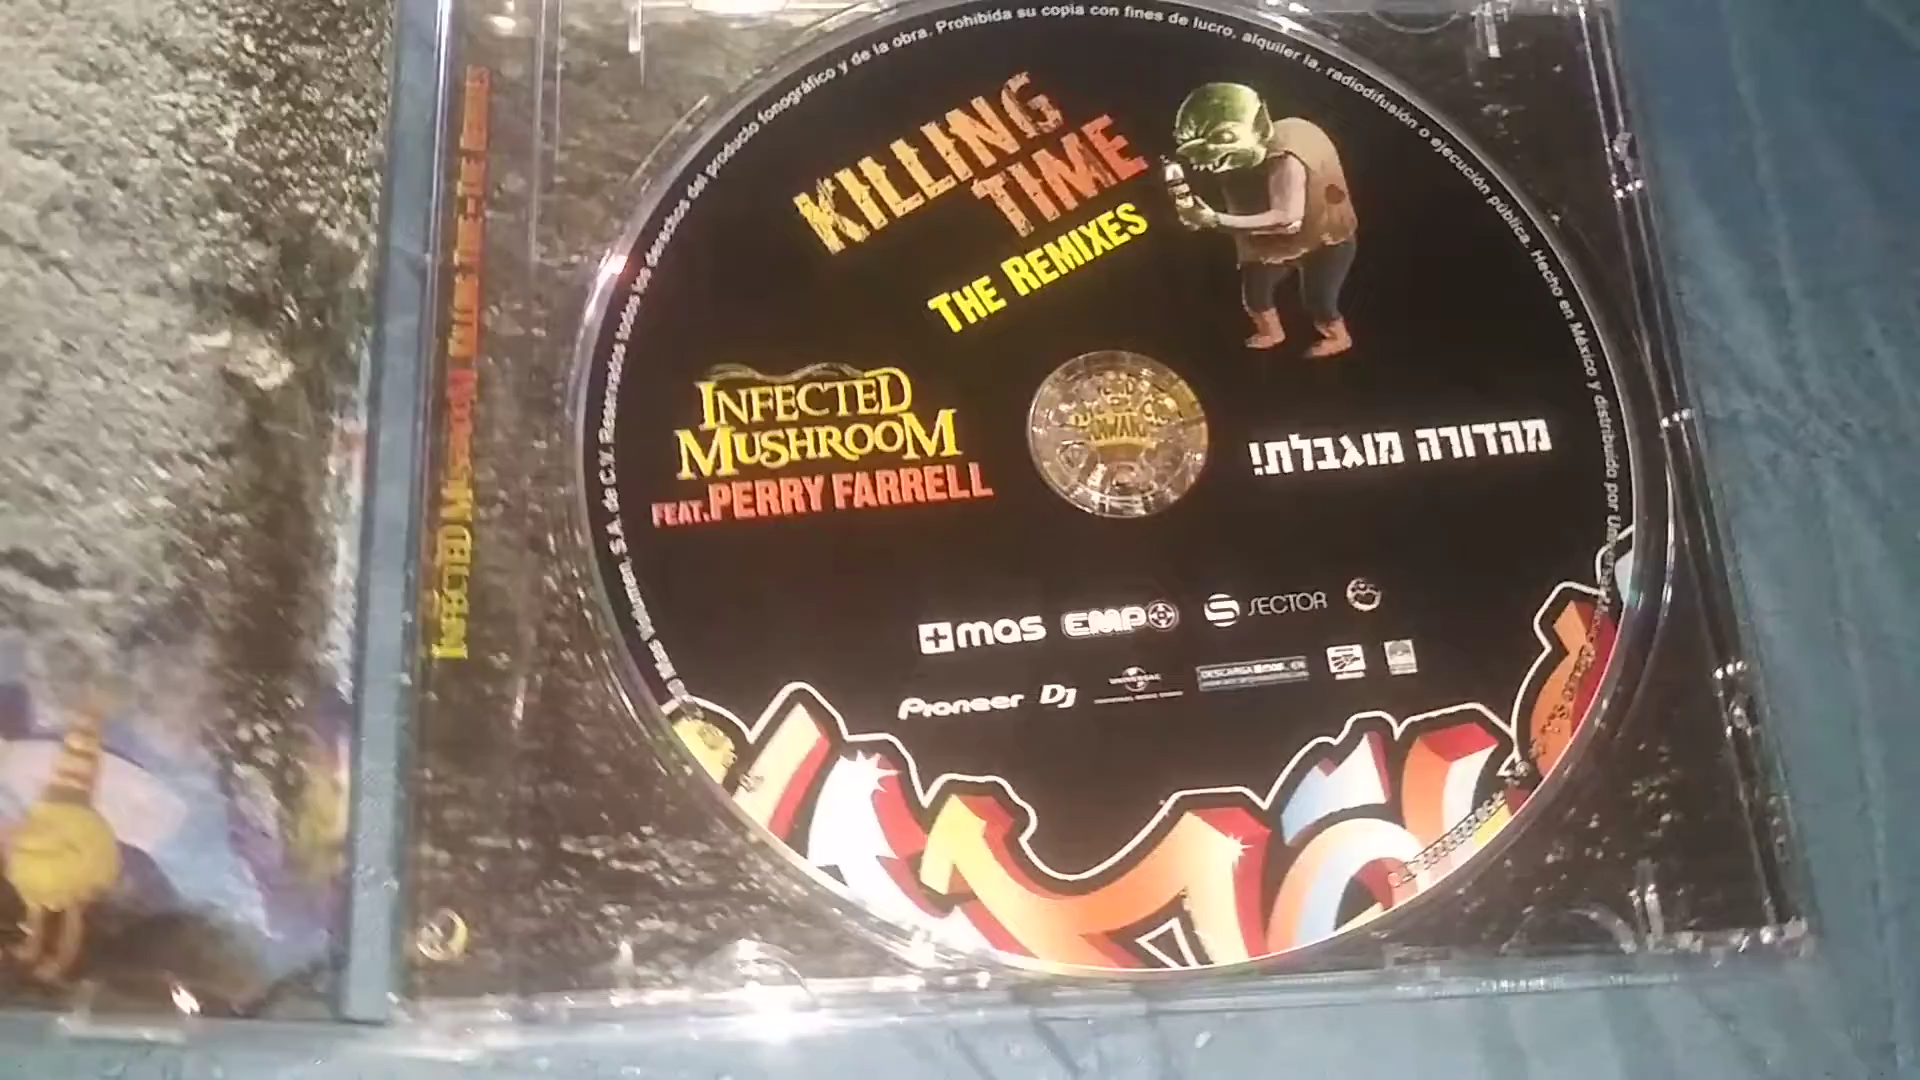 KILLING
TIME
THE REMIXES
INFECTED
MUSHROOM
FEAT. PERRY FARRELL
מהדורה מוגבלת!
mas EMPO SECTOR
Pioneer Dj UNIVERSAL
DESCARGA
INFECTED MUSHROOM
S.A. de C.V. Reservados todos los derechos del producto fonográfico y de la obra. Prohibida su copia con fines de lucro, alquiler la, radiodifusión o ejecución pública. Hecho en México y distribuido por